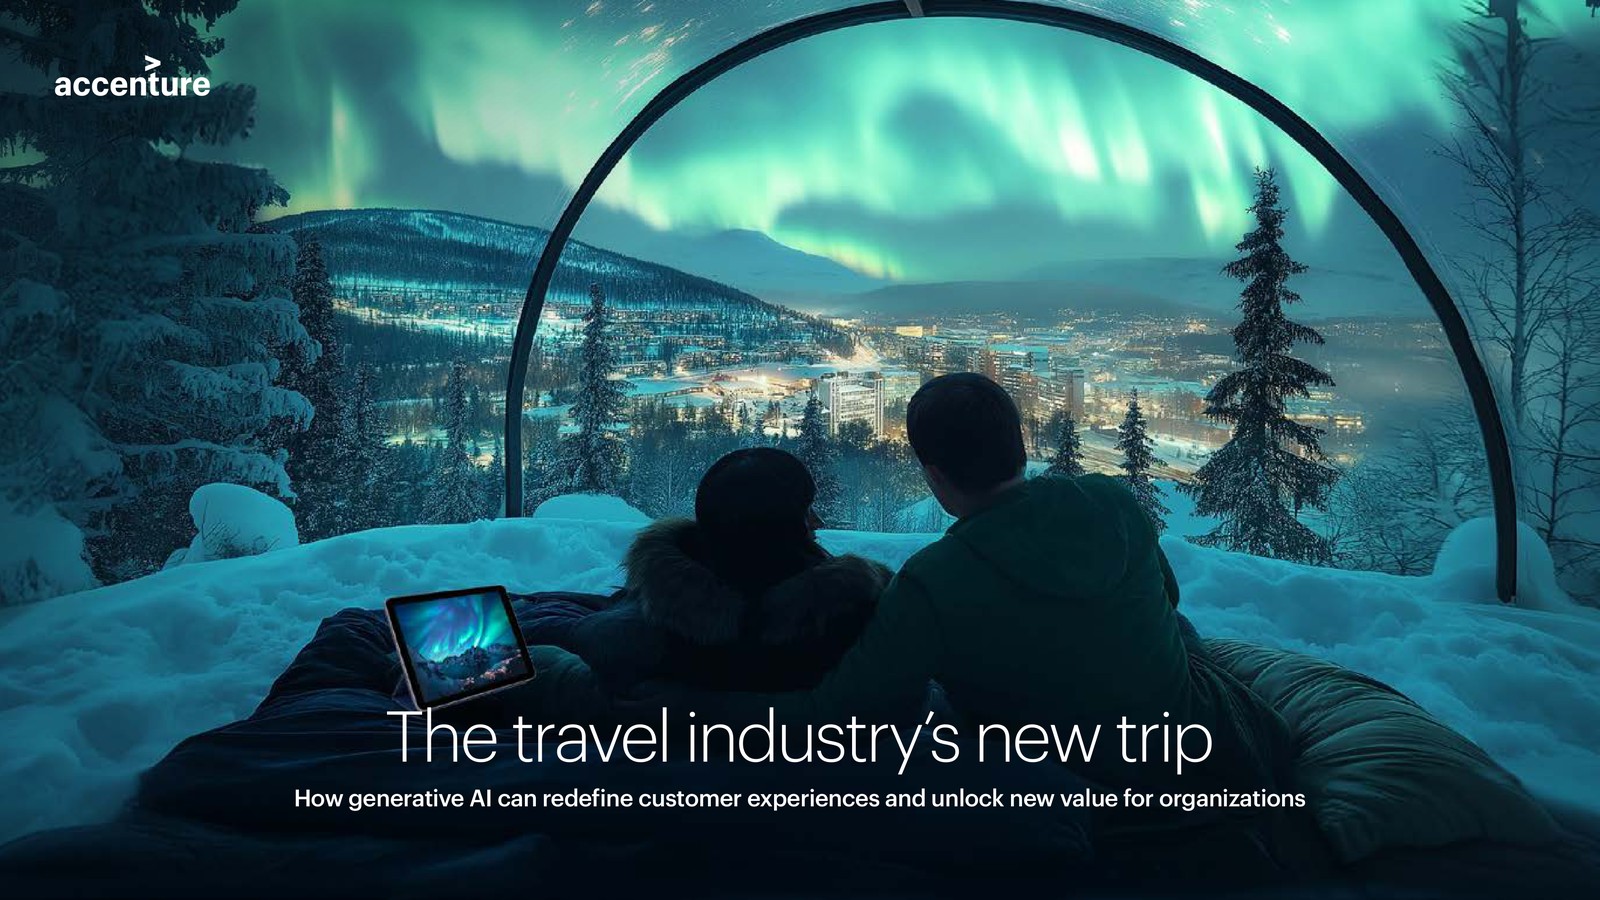 accenture
The travel industry’s new trip
How generative AI can redefine customer experiences and unlock new value for organizations